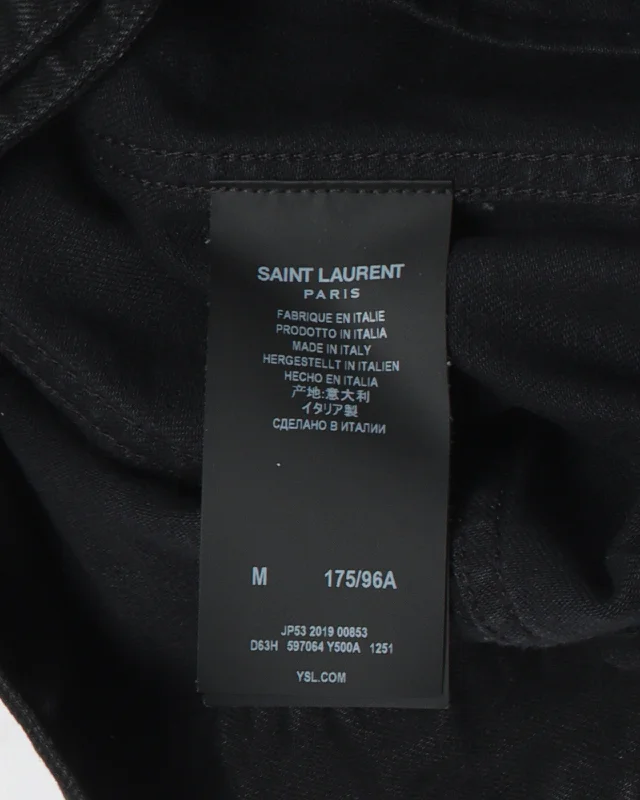 SAINT LAURENT
PARIS
FABRIQUE EN ITALIE
PRODOTTO IN ITALIA
MADE IN ITALY
HERGESTELLT IN ITALIEN
HECHO EN ITALIA
产地:意大利
イタリア製
СДЕЛАНО В ИТАЛИИ
M 175/96A
JP53 2019 00853
D63H 597064 Y500A 1251
YSL.COM